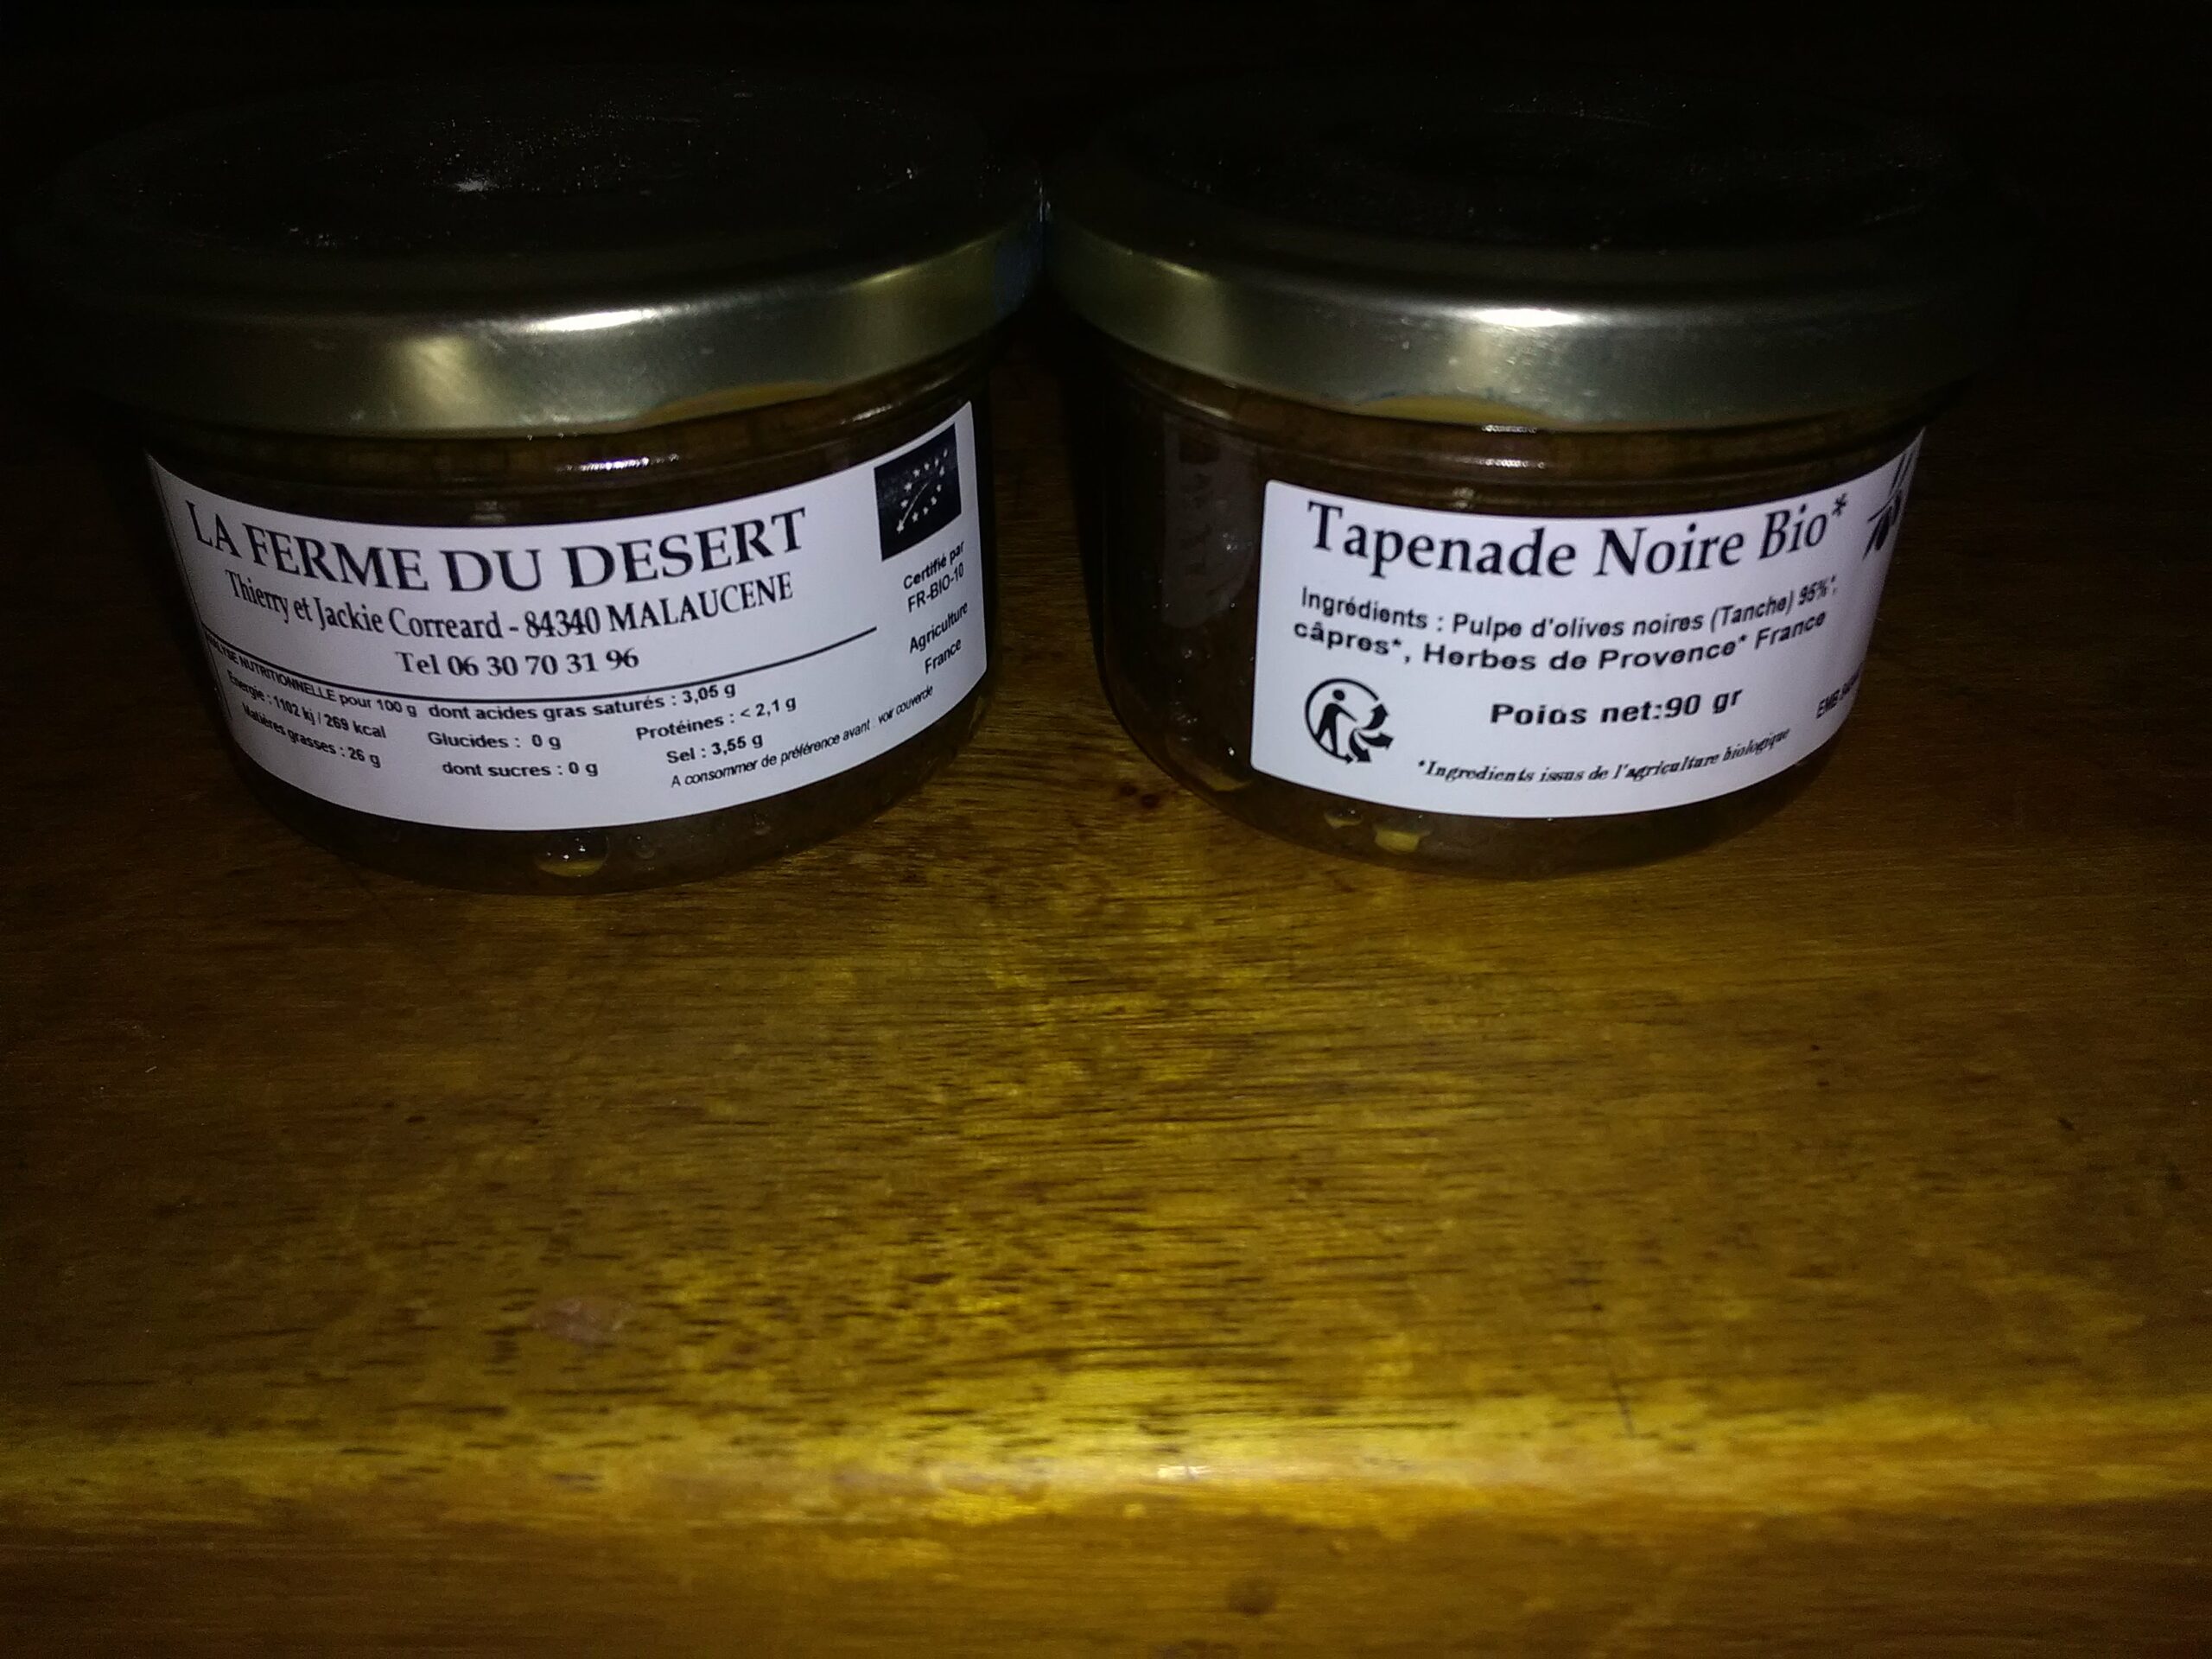 LA FERME DU DESERT
Thierry et Jackie Correard - 84340 MALAUCENE
Tel 06 30 70 31 96
NUTRITIONNELLE pour 100 g
Energie : 1102 kj / 269 kcal
Matières grasses : 26 g
dont acides gras saturés : 3,05 g
Glucides : 0 g
dont sucres : 0 g
Protéines : < 2,1 g
Sel : 3,55 g
A consommer de préférence avant : voir couvercle
Certifié par
FR-BIO-10
Agriculture
France
Tapenade Noire Bio*
Ingrédients : Pulpe d'olives noires (Tanche) 95%*,
câpres*, Herbes de Provence* France
Poids net:90 gr
*Ingredients issus de l'agriculture biologique
EMB